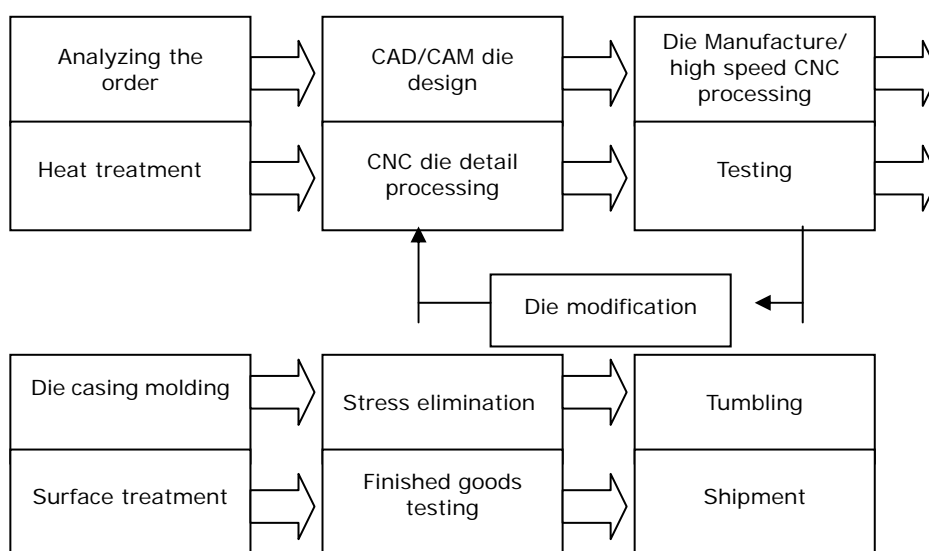 Analyzing the
order
CAD/CAM die
design
Die Manufacture/
high speed CNC
processing
Heat treatment
CNC die detail
processing
Testing
Die modification
Die casing molding
Stress elimination
Tumbling
Surface treatment
Finished goods
testing
Shipment